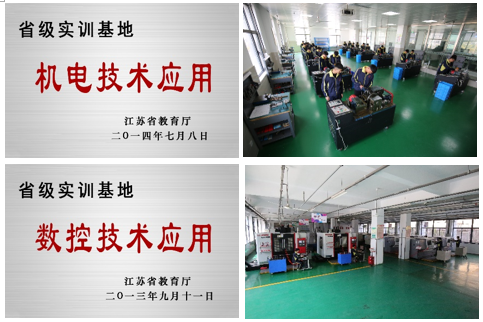 省级实训基地
机电技术应用
江苏省教育厅
二〇一四年七月八日
省级实训基地
数控技术应用
江苏省教育厅
二〇一三年九月十一日